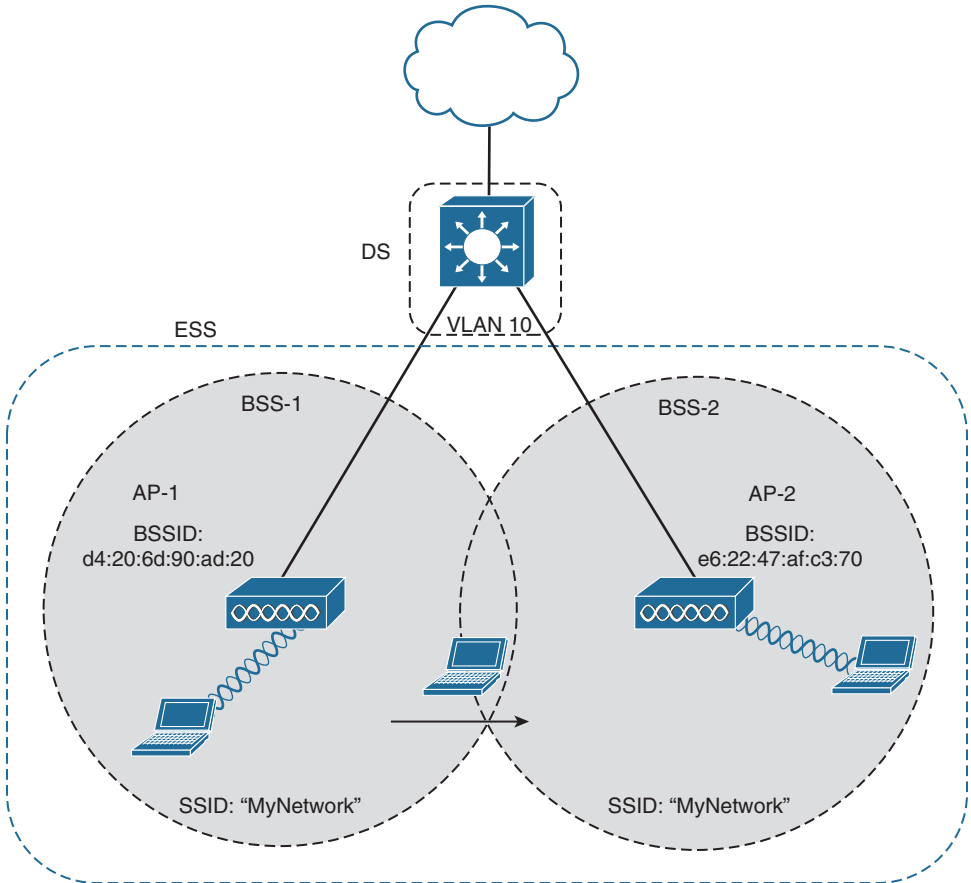 DS
VLAN 10
ESS
BSS-1
BSS-2
AP-1
BSSID:
d4:20:6d:90:ad:20
AP-2
BSSID:
e6:22:47:af:c3:70
SSID: “MyNetwork”
SSID: “MyNetwork”